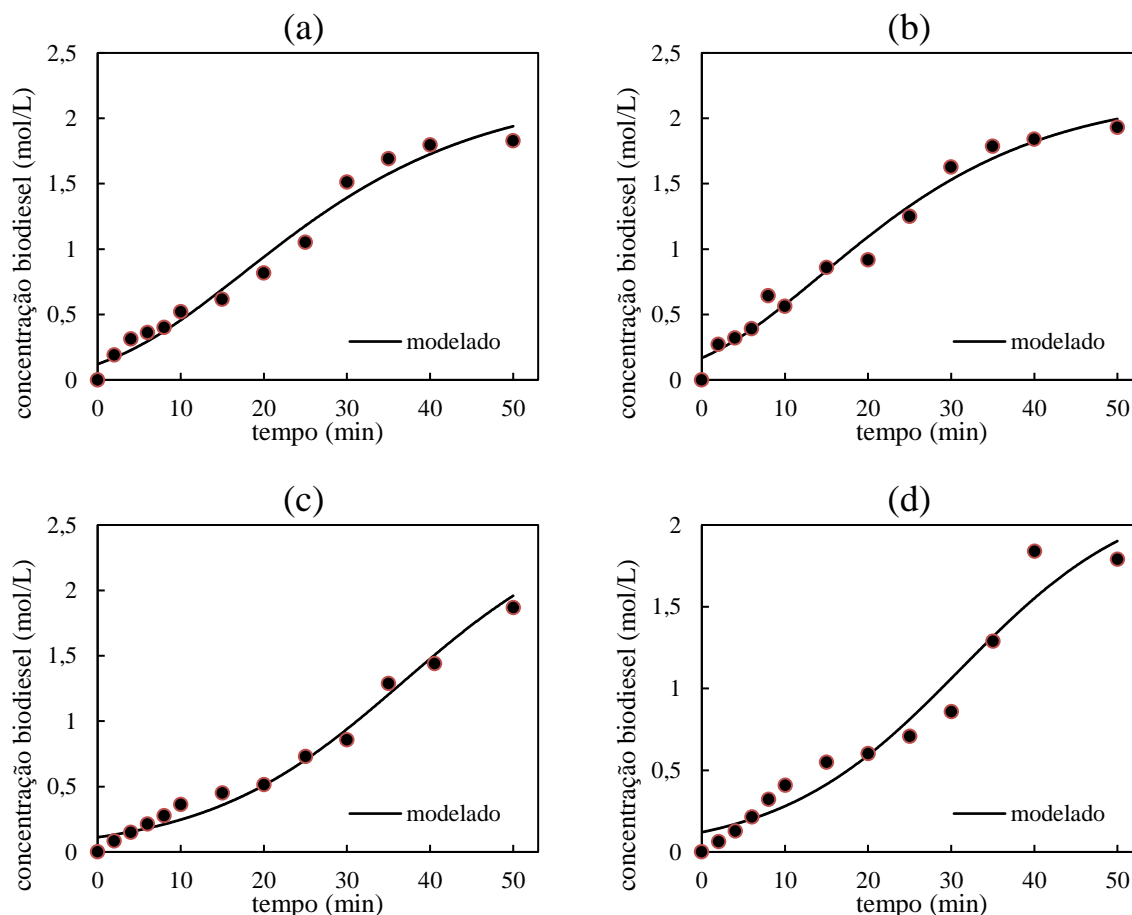 (a)
concentração biodiesel (mol/L)
2,5
2
1,5
1
0,5
0
modelado
0 10 20 30 40 50
tempo (min)
(b)
concentração biodiesel (mol/L)
2,5
2
1,5
1
0,5
0
modelado
0 10 20 30 40 50
tempo (min)
(c)
concentração biodiesel (mol/L)
2,5
2
1,5
1
0,5
0
modelado
0 10 20 30 40 50
tempo (min)
(d)
concentração biodiesel (mol/L)
2
1,5
1
0,5
0
modelado
0 10 20 30 40 50
tempo (min)